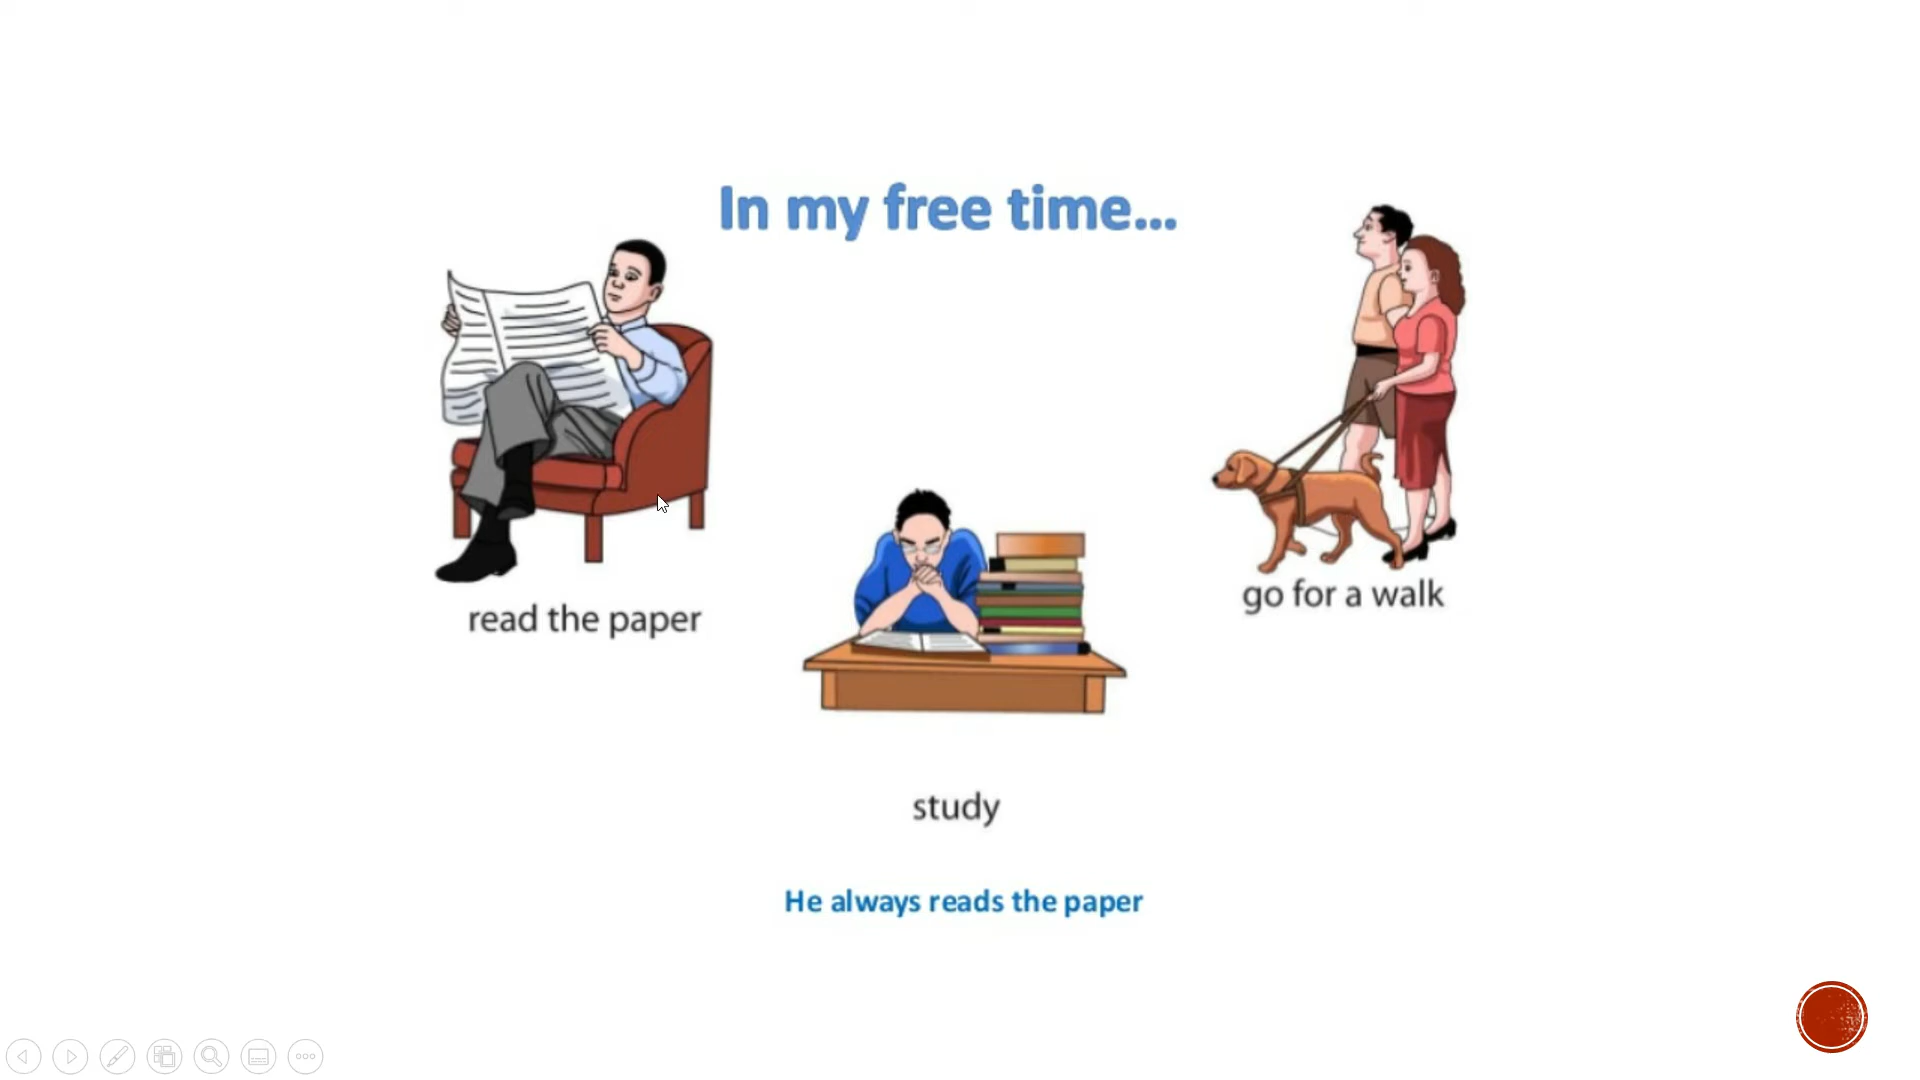 In my free time...
read the paper
go for a walk
study
He always reads the paper